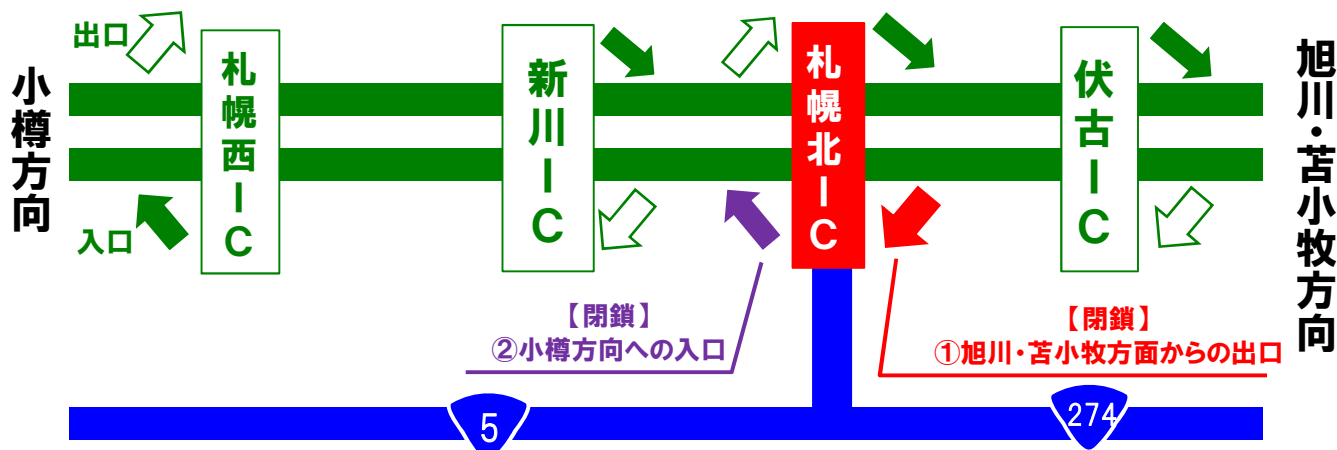 小樽方向
出口
入口
札幌西IC
新川IC
札幌北IC
伏古IC
旭川・苫小牧方向
【閉鎖】
②小樽方向への入口
【閉鎖】
①旭川・苫小牧方面からの出口
5
274